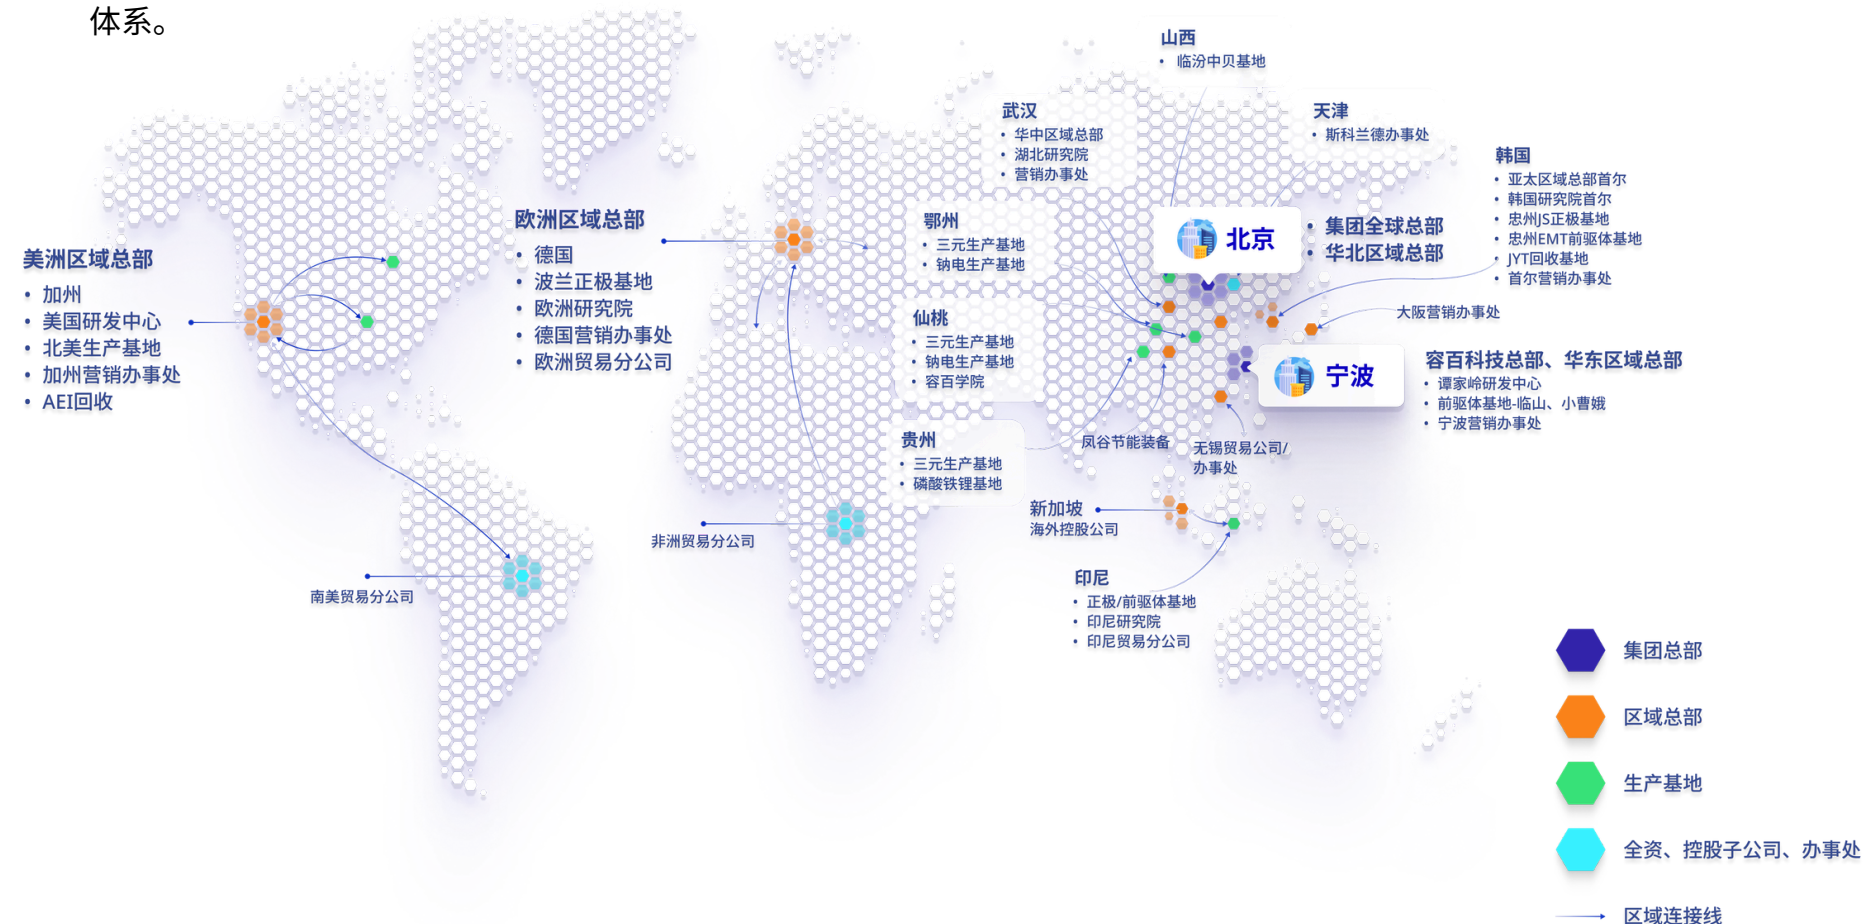 体系。
山西
• 临汾中贝基地
武汉
• 华中区域总部
• 湖北研究院
• 营销办事处
天津
• 斯科兰德办事处
韩国
• 亚太区域总部首尔
• 韩国研究院首尔
• 忠州JS正极基地
• 忠州EMT前驱体基地
• JYT回收基地
• 首尔营销办事处
美洲区域总部
• 加州
• 美国研发中心
• 北美生产基地
• 加州营销办事处
• AEI回收
欧洲区域总部
• 德国
• 波兰正极基地
• 欧洲研究院
• 德国营销办事处
• 欧洲贸易分公司
鄂州
• 三元生产基地
• 钠电生产基地
北京
• 集团全球总部
• 华北区域总部
仙桃
• 三元生产基地
• 钠电生产基地
• 容百学院
大阪营销办事处
宁波
容百科技总部、华东区域总部
• 谭家岭研发中心
• 前驱体基地-临山、小曹娥
• 宁波营销办事处
贵州
• 三元生产基地
• 磷酸铁锂基地
凤谷节能装备
无锡贸易公司/
办事处
新加坡
海外控股公司
非洲贸易分公司
南美贸易分公司
印尼
• 正极/前驱体基地
• 印尼研究院
• 印尼贸易分公司
集团总部
区域总部
生产基地
全资、控股子公司、办事处
区域连接线